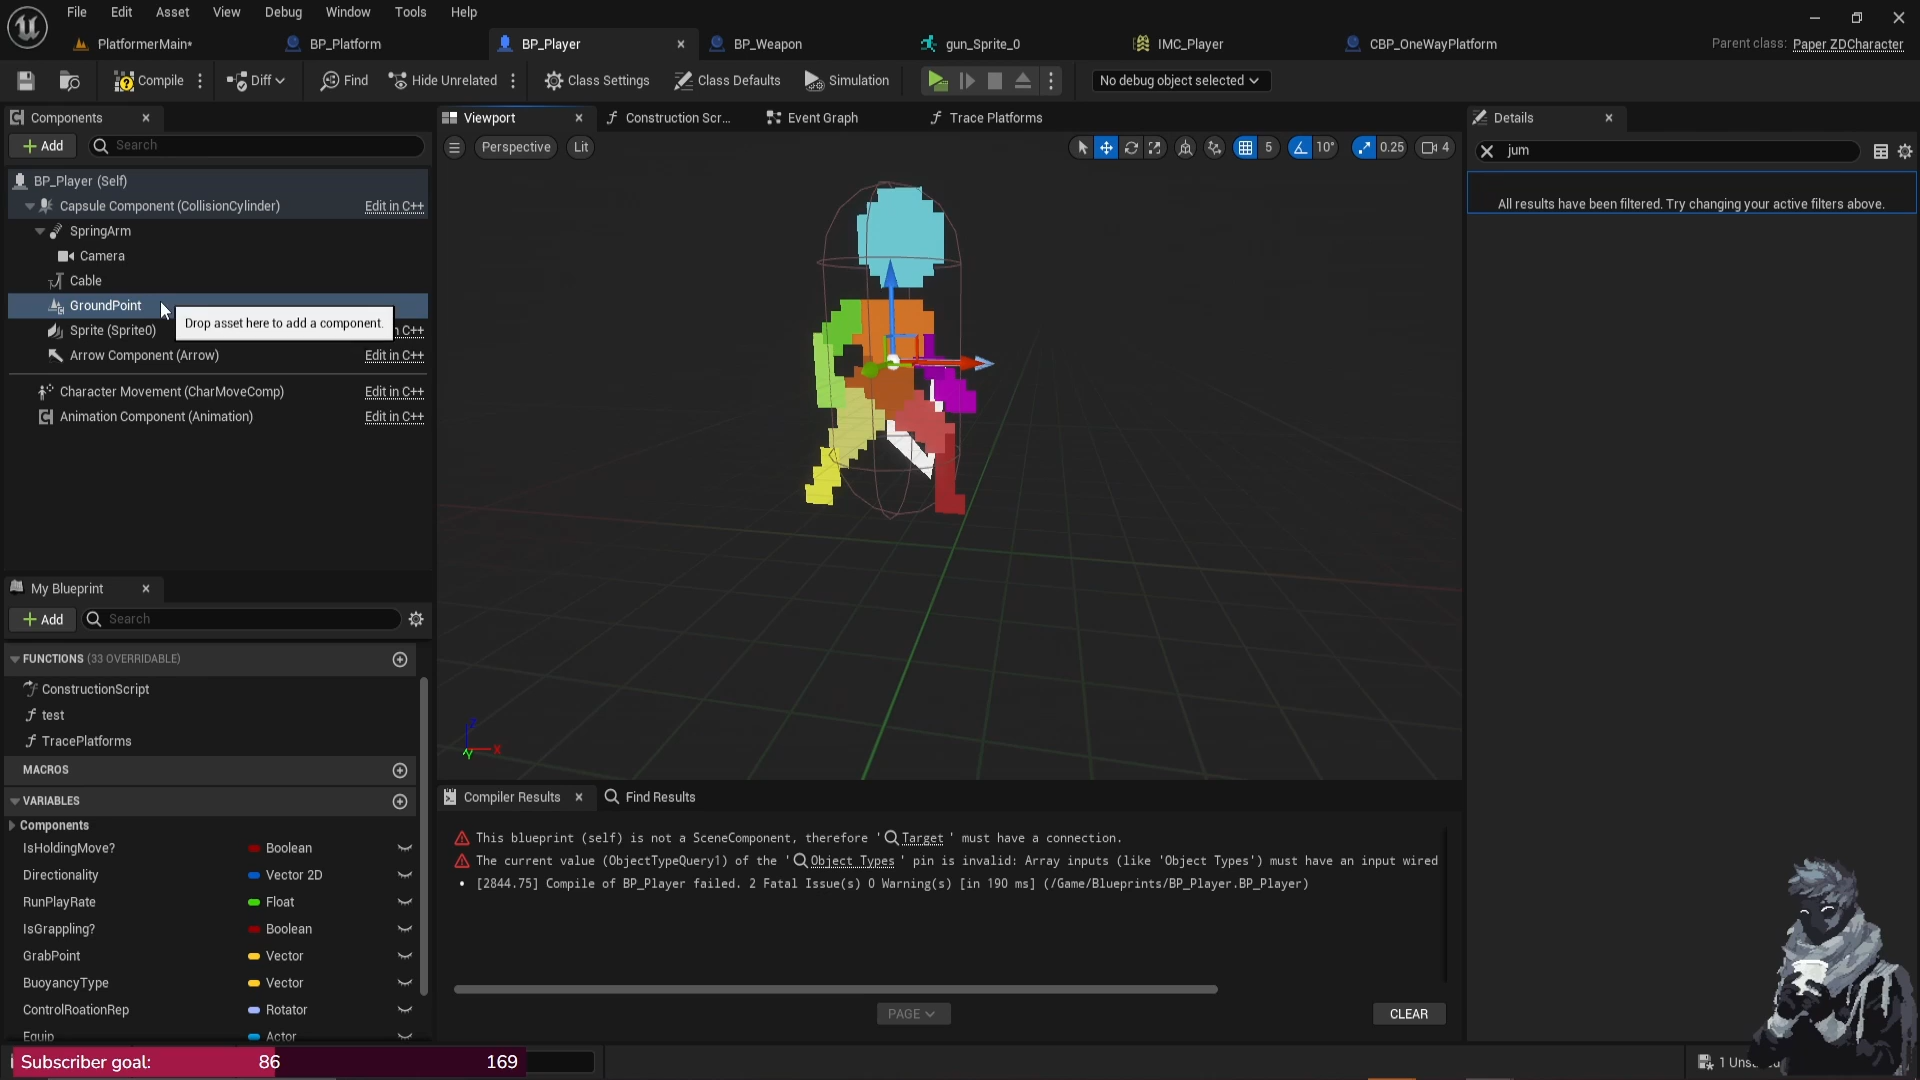 File Edit Asset View Debug Window Tools Help
PlatformerMain* BP_Platform BP_Player BP_Weapon gun_Sprite_0 IMC_Player CBP_OneWayPlatform Parent class: Paper ZDCharacter
Compile Diff Find Hide Unrelated Class Settings Class Defaults Simulation No debug object selected
Components Viewport Construction Scr... Event Graph Trace Platforms Details
Add Search Perspective Lit 5 10° 0.25 4 jum
BP_Player (Self)
All results have been filtered. Try changing your active filters above.
Capsule Component (CollisionCylinder) Edit in C++
SpringArm
Camera
Cable
GroundPoint
Drop asset here to add a component.
Sprite (Sprite0) n C++
Arrow Component (Arrow) Edit in C++
Character Movement (CharMoveComp) Edit in C++
Animation Component (Animation) Edit in C++
My Blueprint
Add Search
FUNCTIONS (33 OVERRIDABLE)
ConstructionScript
test
TracePlatforms
MACROS
VARIABLES
Components
IsHoldingMove? Boolean
Directionality Vector 2D
RunPlayRate Float
IsGrappling? Boolean
GrabPoint Vector
BuoyancyType Vector
ControlRoationRep Rotator
Equip Actor
Z X Y
Compiler Results Find Results
This blueprint (self) is not a SceneComponent, therefore ' Target ' must have a connection.
The current value (ObjectTypeQuery1) of the ' Object Types ' pin is invalid: Array inputs (like 'Object Types') must have an input wired
[2844.75] Compile of BP_Player failed. 2 Fatal Issue(s) 0 Warning(s) [in 190 ms] (/Game/Blueprints/BP_Player.BP_Player)
PAGE CLEAR
Subscriber goal: 86 169
1 Uns